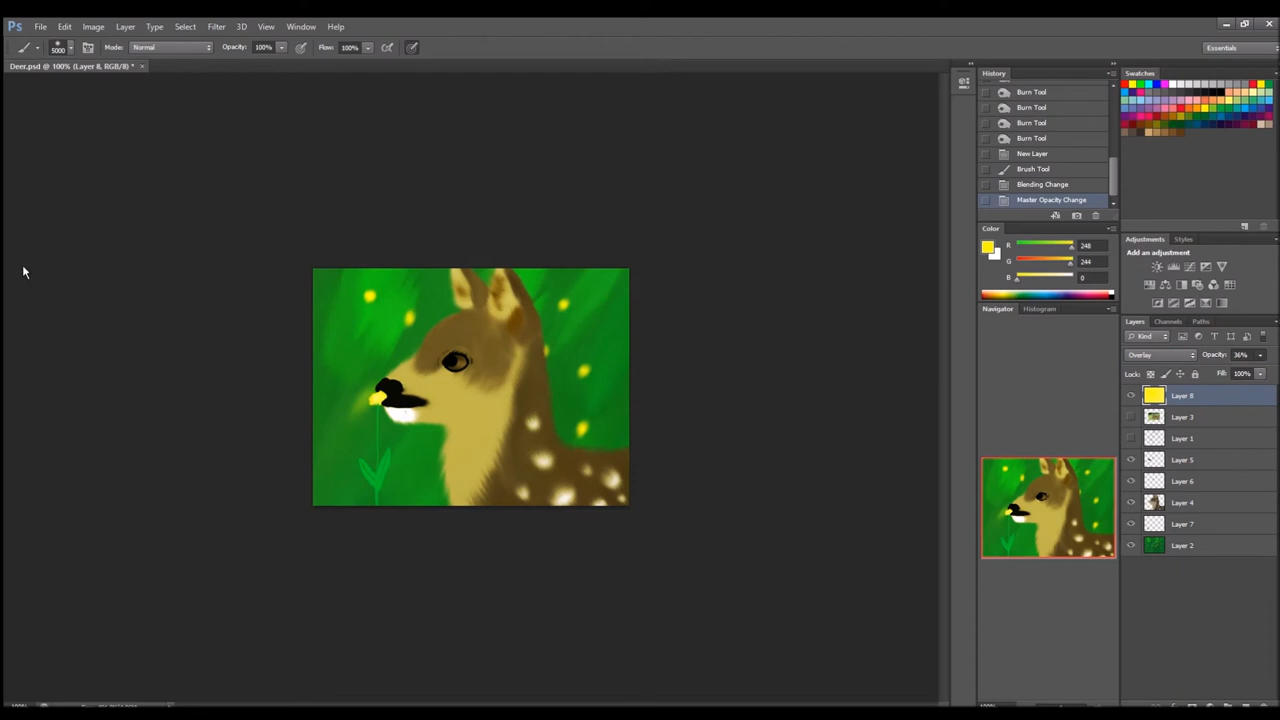 Ps File Edit Image Layer Type Select Filter 3D View Window Help
5000 Mode: Normal Opacity: 100% Flow: 100% Essentials
Deer.psd @ 100% (Layer 8, RGB/8) * ×
History
Burn Tool
Burn Tool
Burn Tool
Burn Tool
New Layer
Brush Tool
Blending Change
Master Opacity Change
Color
R 248
G 244
B 0
Navigator Histogram
Swatches
Adjustments Styles
Add an adjustment
Layers Channels Paths
Kind
Overlay Opacity: 36%
Lock: Fill: 100%
Layer 8
Layer 3
Layer 1
Layer 5
Layer 6
Layer 4
Layer 7
Layer 2